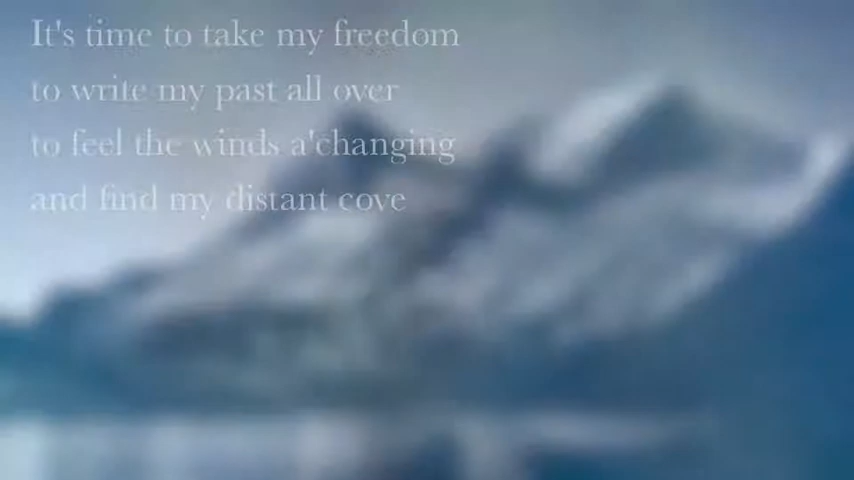 It's time to take my freedom
to write my past all over
to feel the winds a'changing
and find my distant cove